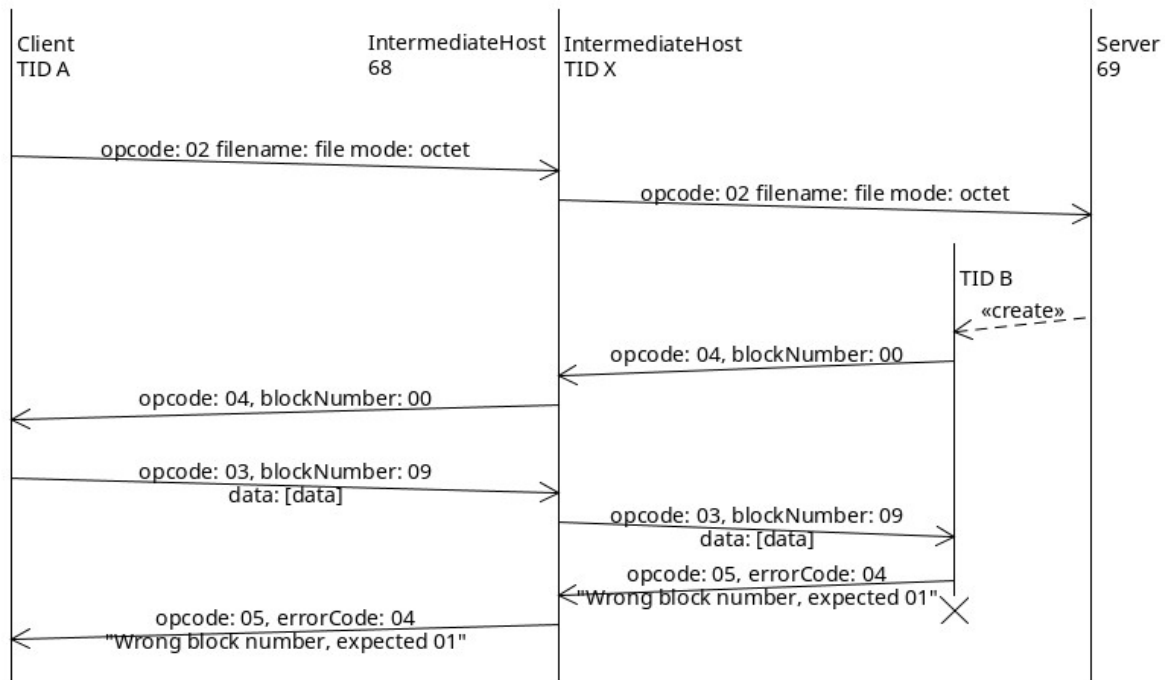 Client
TID A
IntermediateHost
68
IntermediateHost
TID X
Server
69
opcode: 02 filename: file mode: octet
opcode: 02 filename: file mode: octet
TID B
«create»
opcode: 04, blockNumber: 00
opcode: 04, blockNumber: 00
opcode: 03, blockNumber: 09
data: [data]
opcode: 03, blockNumber: 09
data: [data]
opcode: 05, errorCode: 04
"Wrong block number, expected 01"
opcode: 05, errorCode: 04
"Wrong block number, expected 01"